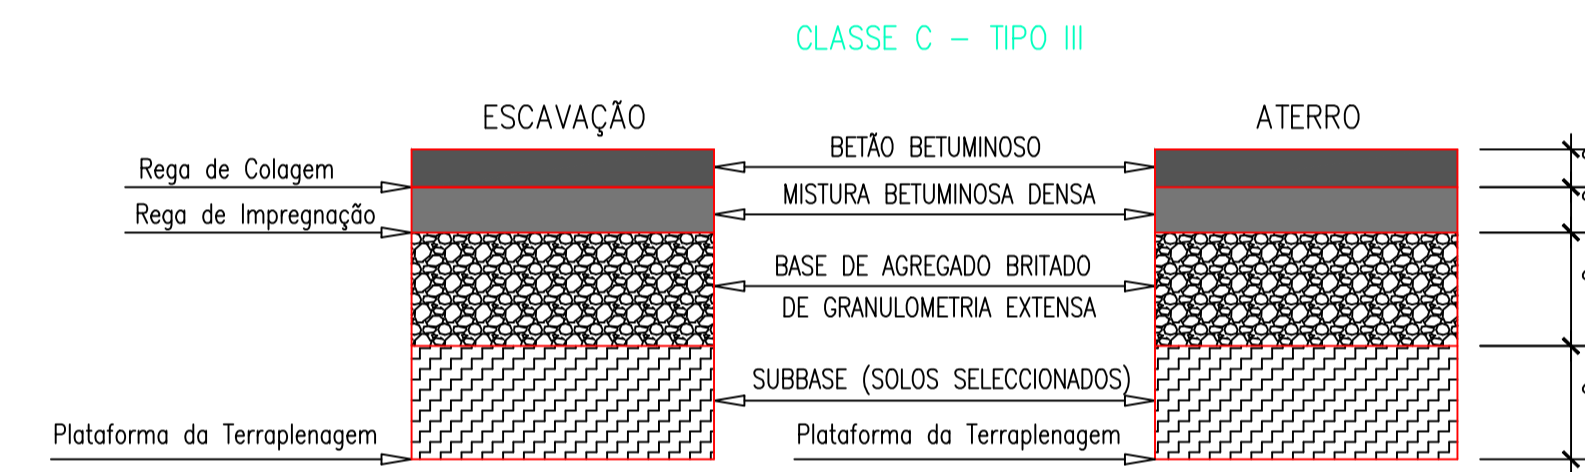 CLASSE C – TIPO III
ESCAVAÇÃO
ATERRO
Rega de Colagem
BETÃO BETUMINOSO
Rega de Impregnação
MISTURA BETUMINOSA DENSA
BASE DE AGREGADO BRITADO
DE GRANULOMETRIA EXTENSA
SUBBASE (SOLOS SELECCIONADOS)
Plataforma da Terraplenagem
Plataforma da Terraplenagem